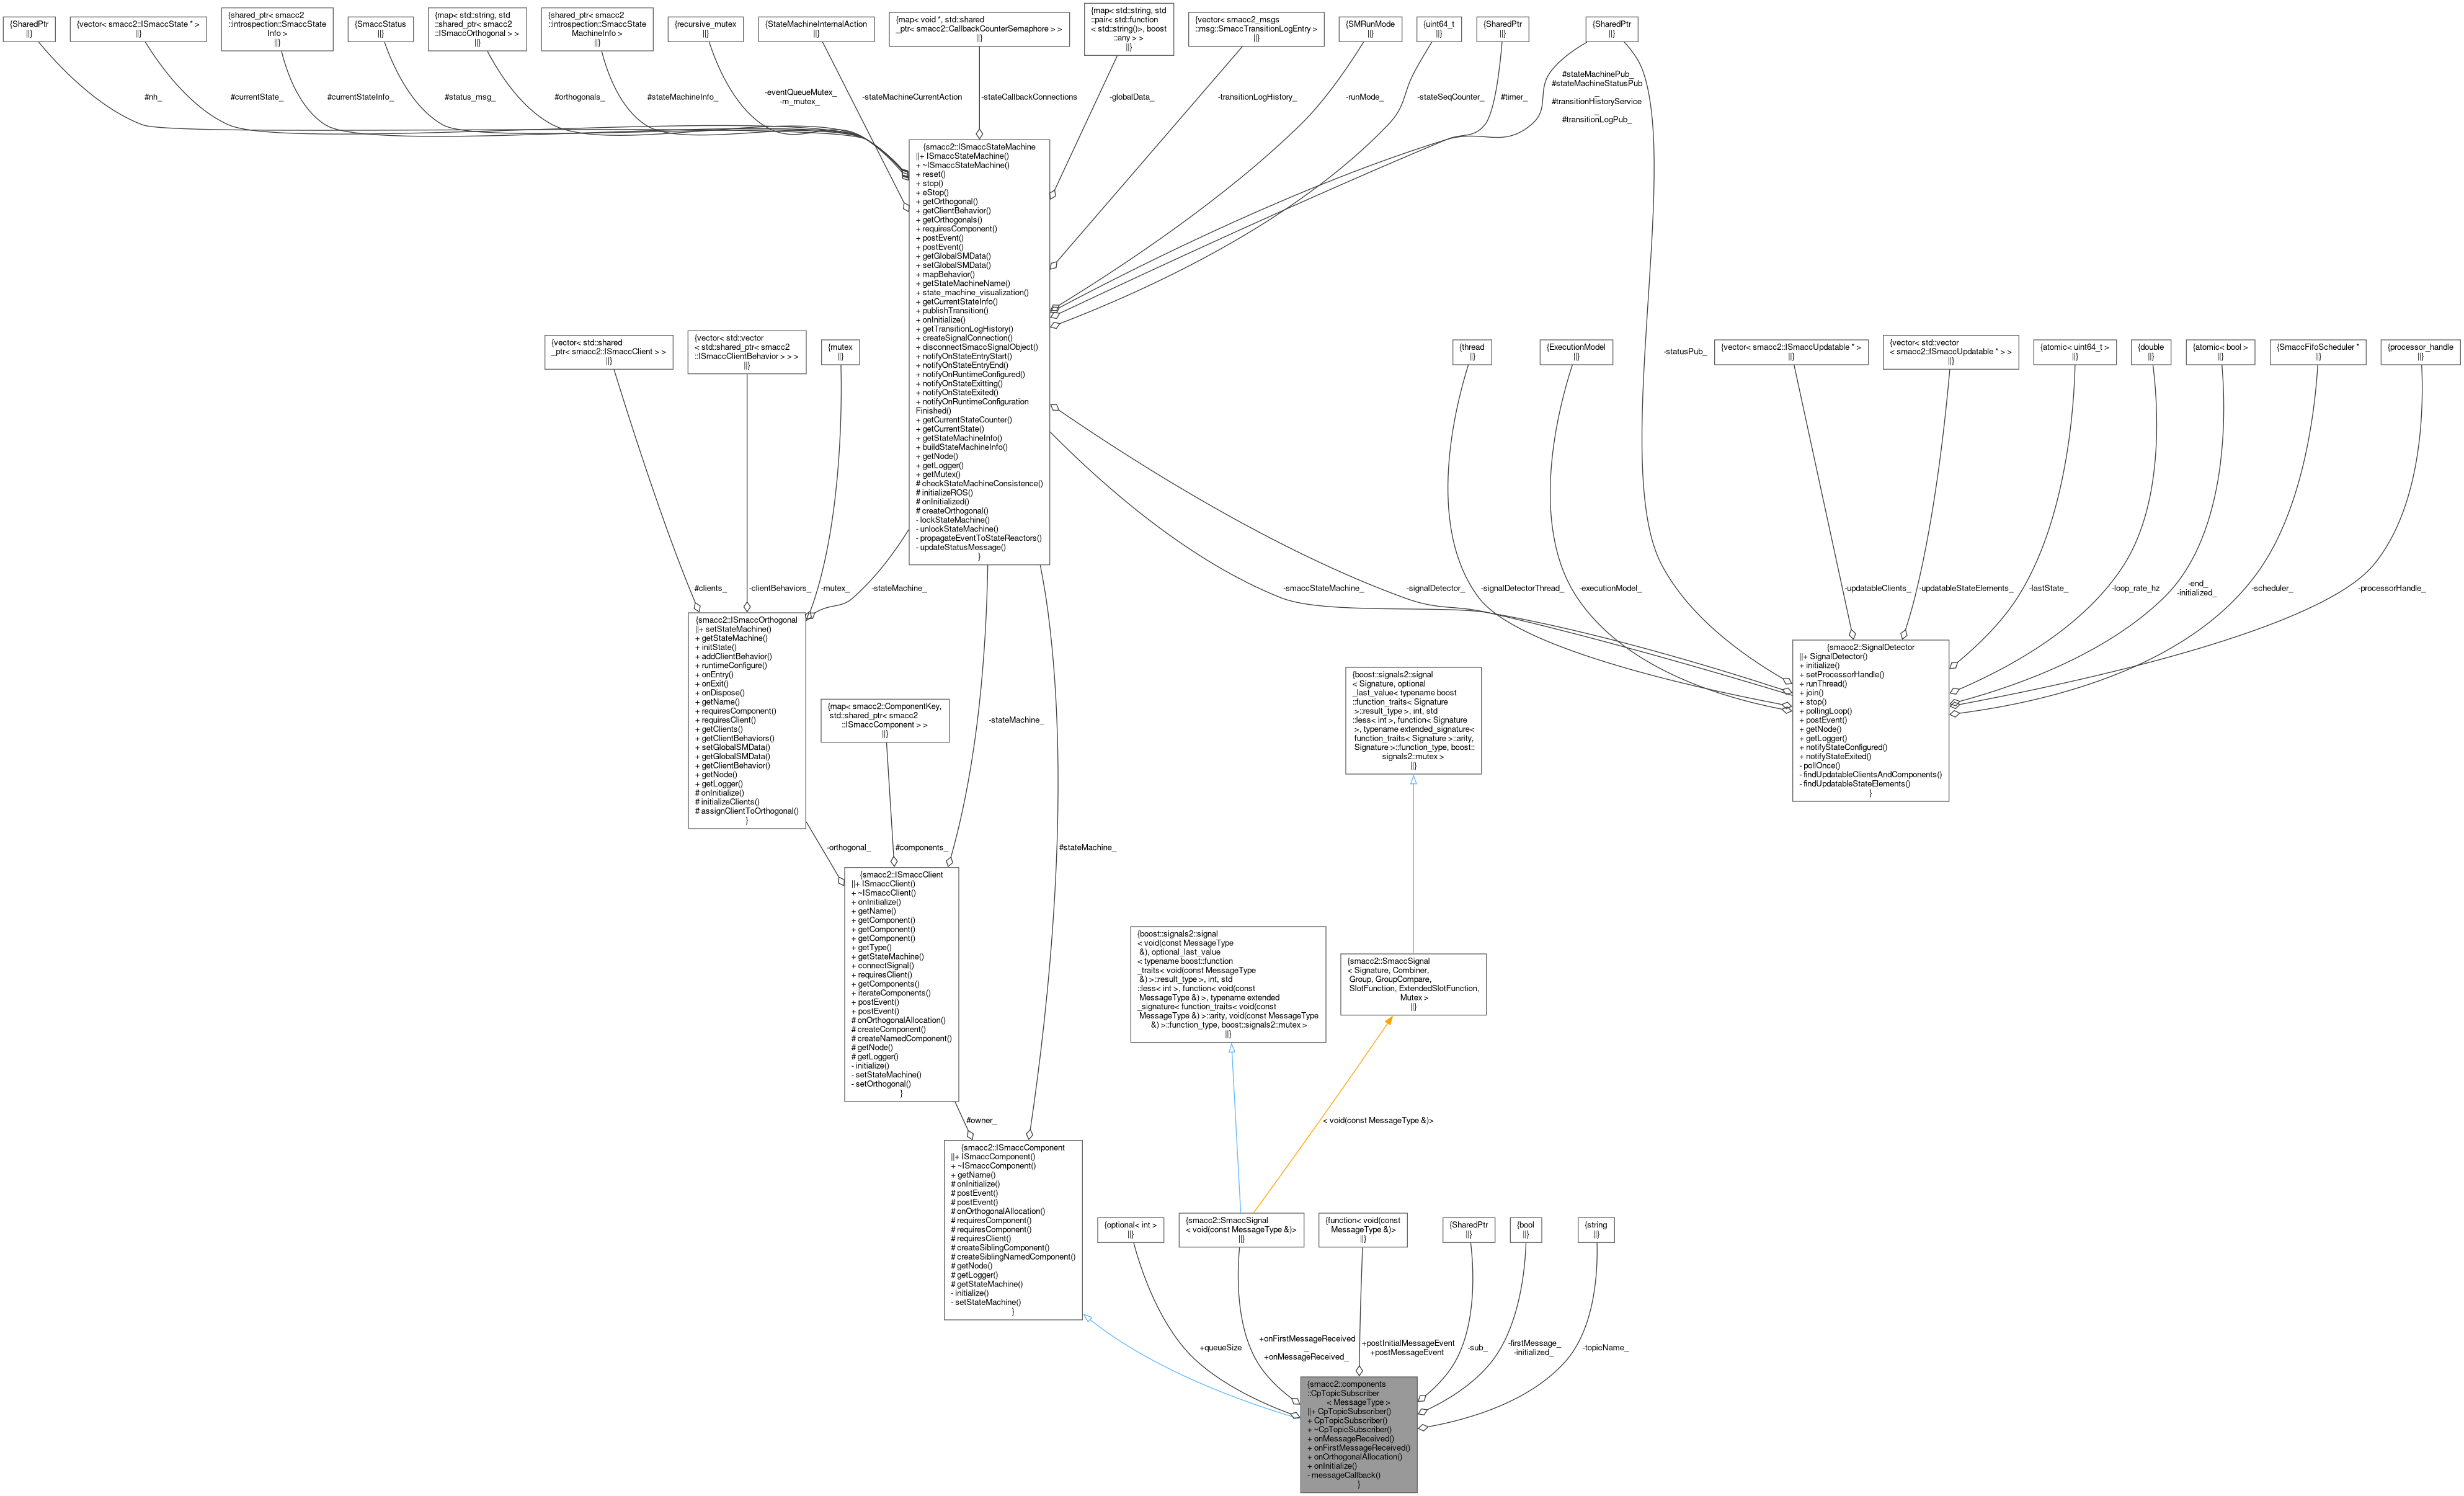 {SharedPtr
||}
{vector< smacc2::ISmaccState * >
||}
{shared_ptr< smacc2
::introspection::SmaccState
Info >
||}
{SmaccStatus
||}
{map< std::string, std
::shared_ptr< smacc2
::ISmaccOrthogonal > >
||}
{shared_ptr< smacc2
::introspection::SmaccState
MachineInfo >
||}
{recursive_mutex
||}
{StateMachineInternalAction
||}
{map< void *, std::shared
_ptr< smacc2::CallbackCounterSemaphore > >
||}
{map< std::string, std
::pair< std::function
< std::string()>, boost
::any > >
||}
{vector< smacc2_msgs
::msg::SmaccTransitionLogEntry >
||}
{SMRunMode
||}
{uint64_t
||}
{SharedPtr
||}
{SharedPtr
||}
#nh_
#currentState_
#currentStateInfo_
#status_msg_
#orthogonals_
#stateMachineInfo_
-eventQueueMutex_
-m_mutex_
-stateMachineCurrentAction
-stateCallbackConnections
-globalData_
-transitionLogHistory_
-runMode_
-stateSeqCounter_
#timer_
#stateMachinePub_
#stateMachineStatusPub
_
#transitionHistoryService
_
#transitionLogPub_
{smacc2::ISmaccStateMachine
||+ ISmaccStateMachine()
+ ~ISmaccStateMachine()
+ reset()
+ stop()
+ eStop()
+ getOrthogonal()
+ getClientBehavior()
+ getOrthogonals()
+ requiresComponent()
+ postEvent()
+ postEvent()
+ getGlobalSMData()
+ setGlobalSMData()
+ mapBehavior()
+ getStateMachineName()
+ state_machine_visualization()
+ getCurrentStateInfo()
+ publishTransition()
+ onInitialize()
+ getTransitionLogHistory()
+ createSignalConnection()
+ disconnectSmaccSignalObject()
+ notifyOnStateEntryStart()
+ notifyOnStateEntryEnd()
+ notifyOnRuntimeConfigured()
+ notifyOnStateExitting()
+ notifyOnStateExited()
+ notifyOnRuntimeConfiguration
Finished()
+ getCurrentStateCounter()
+ getCurrentState()
+ getStateMachineInfo()
+ buildStateMachineInfo()
+ getNode()
+ getLogger()
+ getMutex()
# checkStateMachineConsistence()
# initializeROS()
# onInitialized()
# createOrthogonal()
- lockStateMachine()
- unlockStateMachine()
- propagateEventToStateReactors()
- updateStatusMessage()
}
{vector< std::shared
_ptr< smacc2::ISmaccClient > >
||}
{vector< std::vector
< std::shared_ptr< smacc2
::ISmaccClientBehavior > > >
||}
{mutex
||}
{thread
||}
{ExecutionModel
||}
-statusPub_
{vector< smacc2::ISmaccUpdatable * >
||}
{vector< std::vector
< smacc2::ISmaccUpdatable * > >
||}
{atomic< uint64_t >
||}
{double
||}
{atomic< bool >
||}
{SmaccFifoScheduler *
||}
{processor_handle
||}
#clients_
-clientBehaviors_
-mutex_
-stateMachine_
-smaccStateMachine_
-signalDetector_
-signalDetectorThread_
-executionModel_
-updatableClients_
-updatableStateElements_
-lastState_
-loop_rate_hz
-end_
-initialized_
-scheduler_
-processorHandle_
{smacc2::ISmaccOrthogonal
||+ setStateMachine()
+ getStateMachine()
+ initState()
+ addClientBehavior()
+ runtimeConfigure()
+ onEntry()
+ onExit()
+ onDispose()
+ getName()
+ requiresComponent()
+ requiresClient()
+ getClients()
+ getClientBehaviors()
+ setGlobalSMData()
+ getGlobalSMData()
+ getClientBehavior()
+ getNode()
+ getLogger()
# onInitialize()
# initializeClients()
# assignClientToOrthogonal()
}
{smacc2::SignalDetector
||+ SignalDetector()
+ initialize()
+ setProcessorHandle()
+ runThread()
+ join()
+ stop()
+ pollingLoop()
+ postEvent()
+ getNode()
+ getLogger()
+ notifyStateConfigured()
+ notifyStateExited()
- pollOnce()
- findUpdatableClientsAndComponents()
- findUpdatableStateElements()
}
{map< smacc2::ComponentKey,
std::shared_ptr< smacc2
::ISmaccComponent > >
||}
-stateMachine_
{boost::signals2::signal
< Signature, optional
_last_value< typename boost
::function_traits< Signature
>::result_type >, int, std
::less< int >, function< Signature
>, typename extended_signature<
function_traits< Signature >::arity,
Signature >::function_type, boost::
signals2::mutex >
||}
-orthogonal_
#components_
#stateMachine_
{smacc2::ISmaccClient
||+ ISmaccClient()
+ ~ISmaccClient()
+ onInitialize()
+ getName()
+ getComponent()
+ getComponent()
+ getComponent()
+ getType()
+ getStateMachine()
+ connectSignal()
+ requiresClient()
+ getComponents()
+ iterateComponents()
+ postEvent()
+ postEvent()
# onOrthogonalAllocation()
# createComponent()
# createNamedComponent()
# getNode()
# getLogger()
- initialize()
- setStateMachine()
- setOrthogonal()
}
{boost::signals2::signal
< void(const MessageType
&), optional_last_value
< typename boost::function
_traits< void(const MessageType
&) >::result_type >, int, std
::less< int >, function< void(const
MessageType &) >, typename extended
_signature< function_traits< void(const
MessageType &) >::arity, void(const MessageType
&) >::function_type, boost::signals2::mutex >
||}
{smacc2::SmaccSignal
< Signature, Combiner,
Group, GroupCompare,
SlotFunction, ExtendedSlotFunction,
Mutex >
||}
#owner_
< void(const MessageType &)>
{smacc2::ISmaccComponent
||+ ISmaccComponent()
+ ~ISmaccComponent()
+ getName()
# onInitialize()
# postEvent()
# postEvent()
# onOrthogonalAllocation()
# requiresComponent()
# requiresComponent()
# requiresClient()
# createSiblingComponent()
# createSiblingNamedComponent()
# getNode()
# getLogger()
# getStateMachine()
- initialize()
- setStateMachine()
}
{optional< int >
||}
{smacc2::SmaccSignal
< void(const MessageType &)>
||}
{function< void(const
MessageType &)>
||}
{SharedPtr
||}
{bool
||}
{string
||}
+queueSize
+onFirstMessageReceived
_
+onMessageReceived_
+postInitialMessageEvent
+postMessageEvent
-sub_
-firstMessage_
-initialized_
-topicName_
{smacc2::components
::CpTopicSubscriber
< MessageType >
||+ CpTopicSubscriber()
+ CpTopicSubscriber()
+ ~CpTopicSubscriber()
+ onMessageReceived()
+ onFirstMessageReceived()
+ onOrthogonalAllocation()
+ onInitialize()
- messageCallback()
}